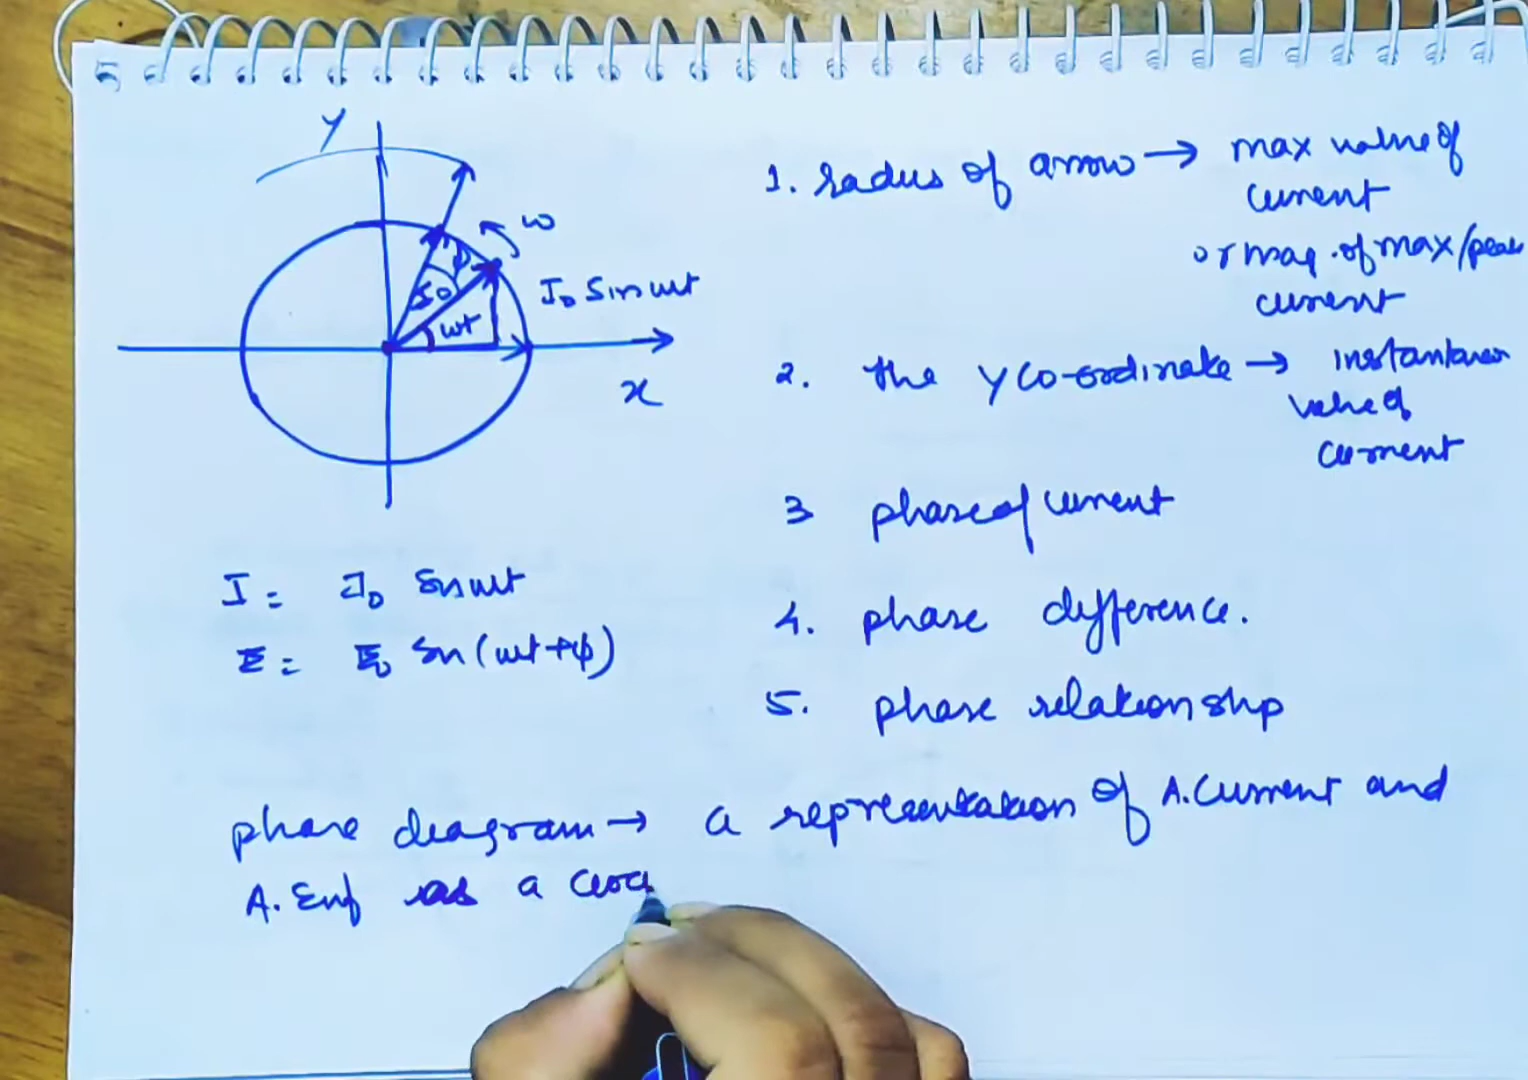 Y
ω
φ
I₀
ωt
I₀ Sin ωt
x
1. radius of arrow → max value of
current
or mag. of max/peak
current
2. the y co-ordinate →
value of
current
3 phase of current
4. phase difference.
5. phase relationship
I = I₀ Sin ωt
E = E₀ Sin (ωt + φ)
phase diagram → a representation of A. Current and
A. Emf as a